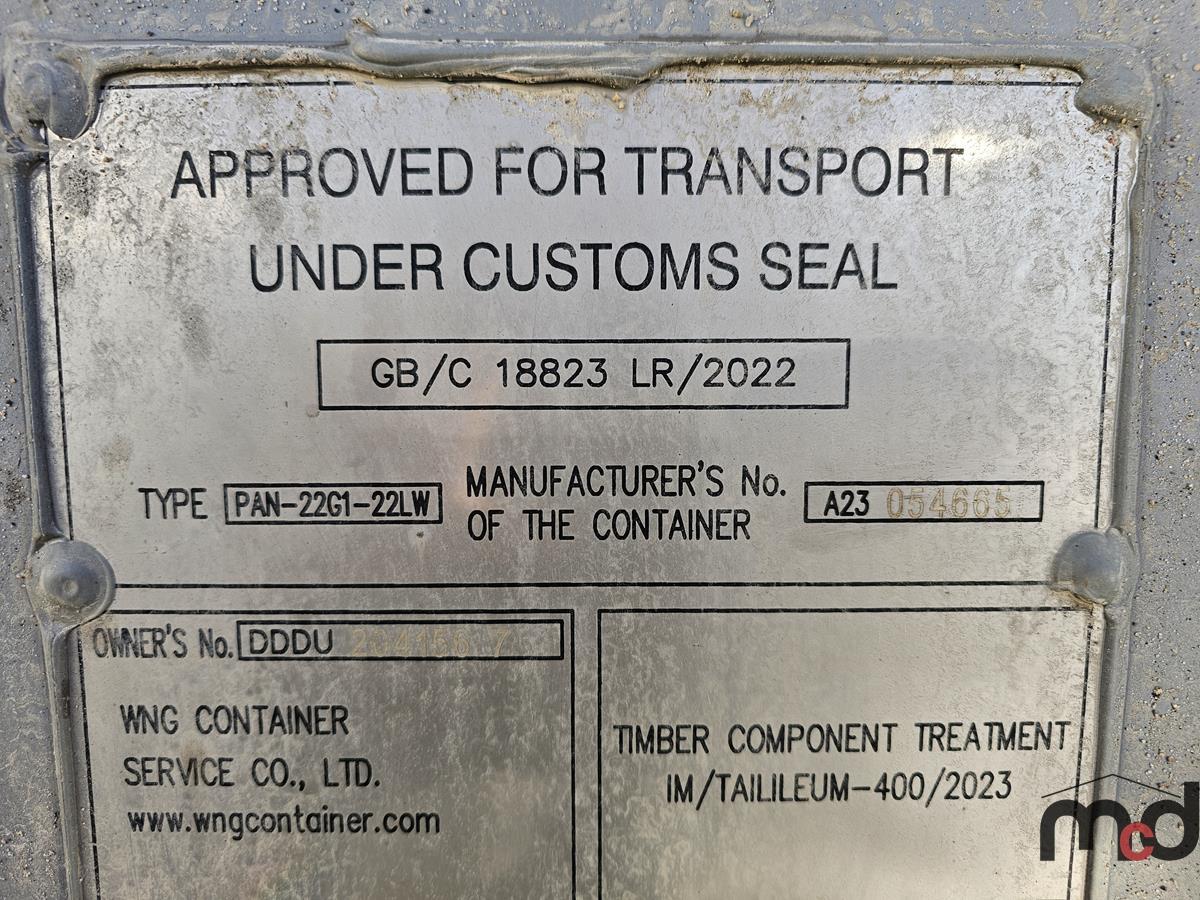 APPROVED FOR TRANSPORT
UNDER CUSTOMS SEAL
GB/C 18823 LR/2022
TYPE PAN-22G1-22LW MANUFACTURER'S No. OF THE CONTAINER A23 054665
OWNER'S No. DDDU 204156 7
WNG CONTAINER
SERVICE CO., LTD.
www.wngcontainer.com
TIMBER COMPONENT TREATMENT
IM/TAILILEUM-400/2023
mcd